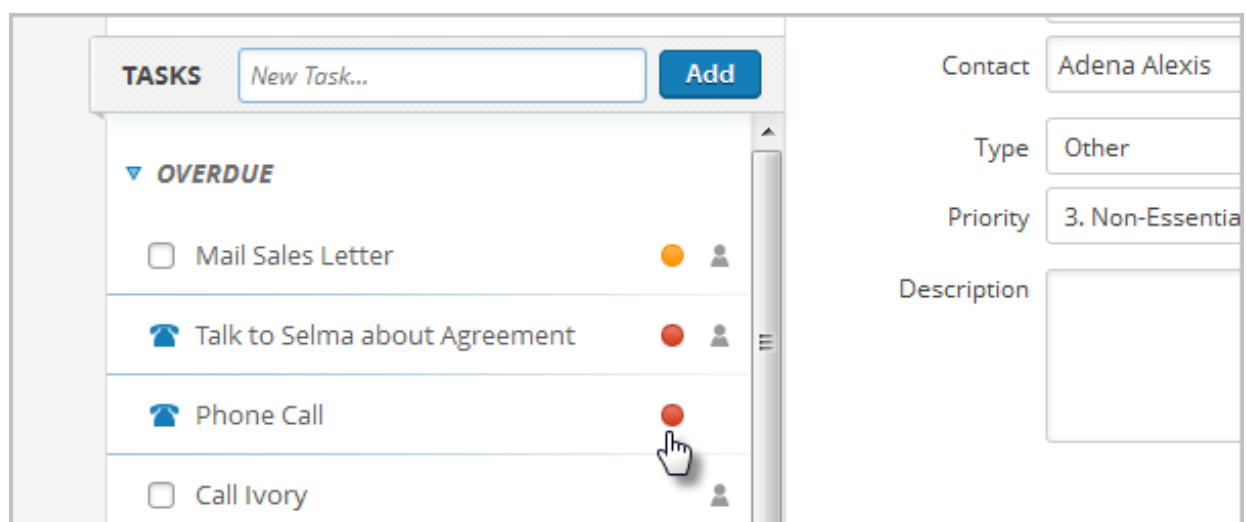 TASKS
New Task...
Add
OVERDUE
Mail Sales Letter
Talk to Selma about Agreement
Phone Call
Call Ivory
Contact
Adena Alexis
Type
Other
Priority
3. Non-Essentia
Description